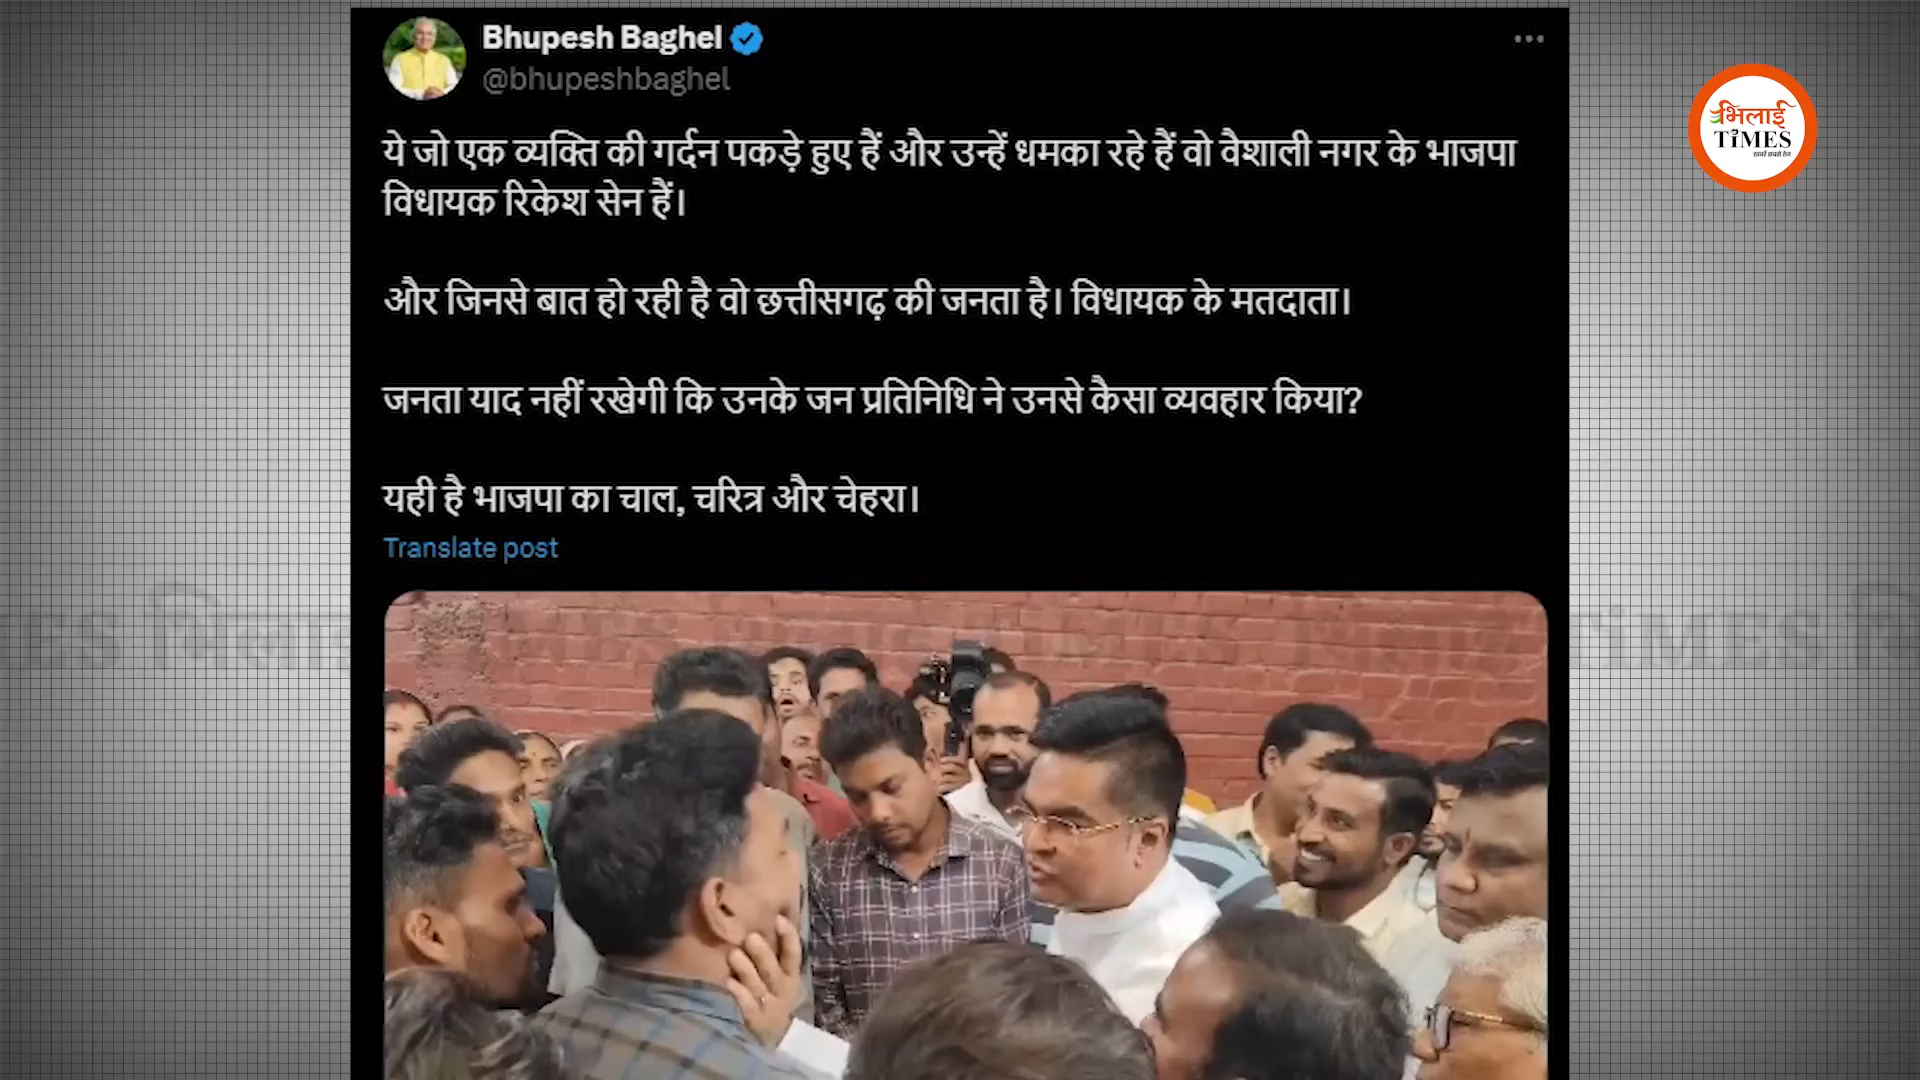 Bhupesh Baghel
@bhupeshbaghel
ये जो एक व्यक्ति की गर्दन पकड़े हुए हैं और उन्हें धमका रहे हैं वो वैशाली नगर के भाजपा
विधायक रिकेश सेन हैं।
और जिनसे बात हो रही है वो छत्तीसगढ़ की जनता है। विधायक के मतदाता।
जनता याद नहीं रखेगी कि उनके जन प्रतिनिधि ने उनसे कैसा व्यवहार किया?
यही है भाजपा का चाल, चरित्र और चेहरा।
Translate post
भिलाई
TIMES